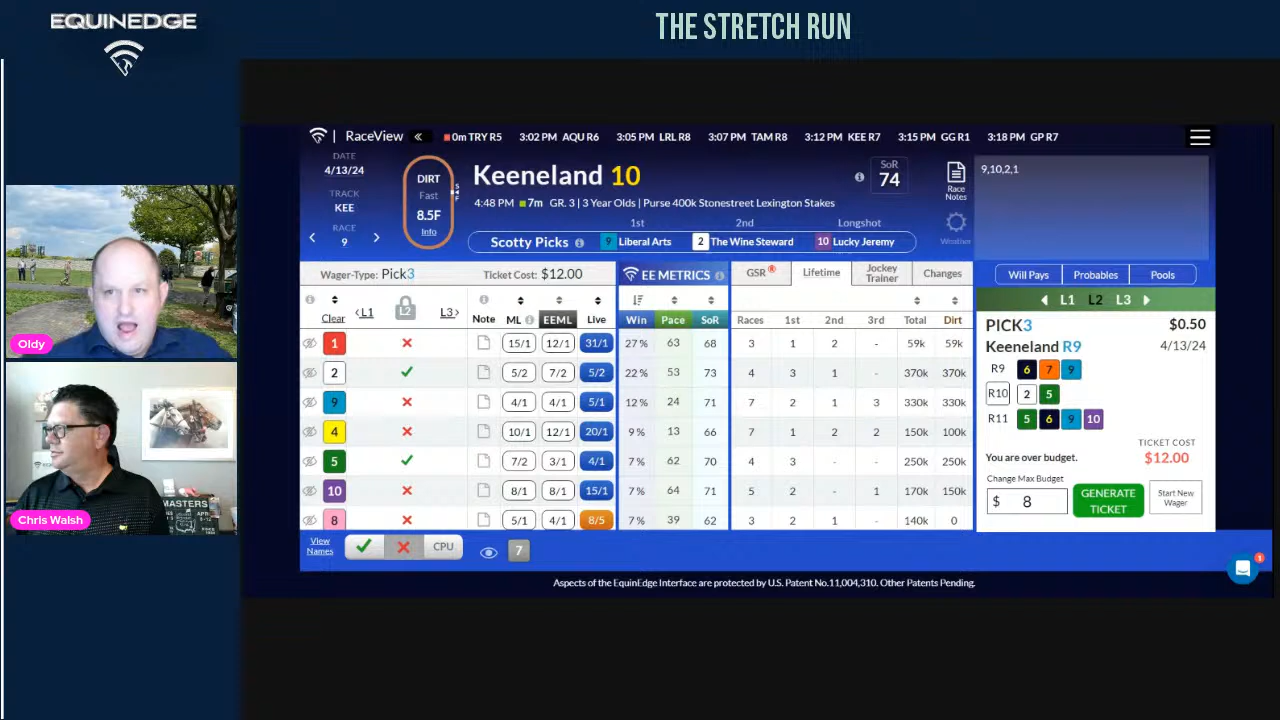 EQUINEDGE
THE STRETCH RUN
RaceView « 0m TRY R5 3:02 PM AQU R6 3:05 PM LRL R8 3:07 PM TAM R8 3:12 PM KEE R7 3:15 PM GG R1 3:18 PM GP R7
DATE
4/13/24
TRACK
KEE
RACE
‹ 9 ›
DIRT
Fast
8.5F
Info
Keeneland 10
4:48 PM 7m GR. 3 | 3 Year Olds | Purse 400k Stonestreet Lexington Stakes
SoR
74
Race
Notes
Weather
9,10,2,1
1st 2nd Longshot
Scotty Picks 9 Liberal Arts 2 The Wine Steward 10 Lucky Jeremy
Wager-Type: Pick3 Ticket Cost: $12.00
EE METRICS
GSR Lifetime Jockey Trainer Changes
Will Pays Probables Pools
Clear ‹L1 L2 L3› Note ML EEML Live Win Pace SoR Races 1st 2nd 3rd Total Dirt
1 15/1 12/1 31/1 27% 63 68 3 1 2 - 59k 59k
2 5/2 7/2 5/2 22% 53 73 4 3 1 - 370k 370k
9 4/1 4/1 5/1 12% 24 71 7 2 1 3 330k 330k
4 10/1 12/1 20/1 9% 13 66 7 1 2 2 150k 100k
5 7/2 3/1 4/1 7% 62 70 4 3 - - 250k 250k
10 8/1 8/1 15/1 7% 64 71 5 2 - 1 170k 150k
8 5/1 4/1 8/5 7% 39 62 3 2 1 - 140k 0
L1 L2 L3
PICK3 $0.50
Keeneland R9 4/13/24
R9 6 7 9
R10 2 5
R11 5 6 9 10
TICKET COST
You are over budget. $12.00
Change Max Budget
$ 8
GENERATE
TICKET
Start New
Wager
View
Names
CPU
7
1
Aspects of the EquinEdge Interface are protected by U.S. Patent No.11,004,310. Other Patents Pending.
Oldy
MASTERS
Chris Walsh